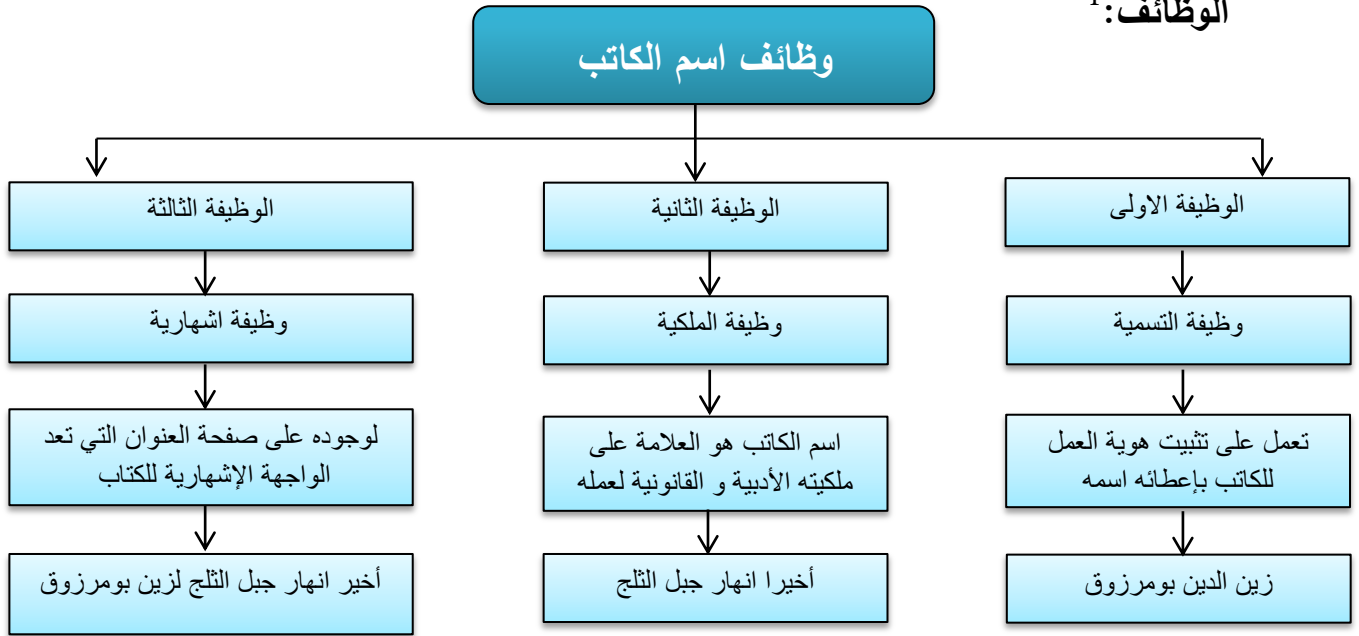 الوظائف:1
وظائف اسم الكاتب
الوظيفة الاولى
الوظيفة الثانية
الوظيفة الثالثة
وظيفة التسمية
وظيفة الملكية
وظيفة اشهارية
تعمل على تثبيت هوية العمل
للكاتب بإعطائه اسمه
اسم الكاتب هو العلامة على
ملكيته الأدبية و القانونية لعمله
لوجوده على صفحة العنوان التي تعد
الواجهة الإشهارية للكتاب
زين الدين بومرزوق
أخيرا انهار جبل الثلج
أخير انهار جبل الثلج لزين بومرزوق